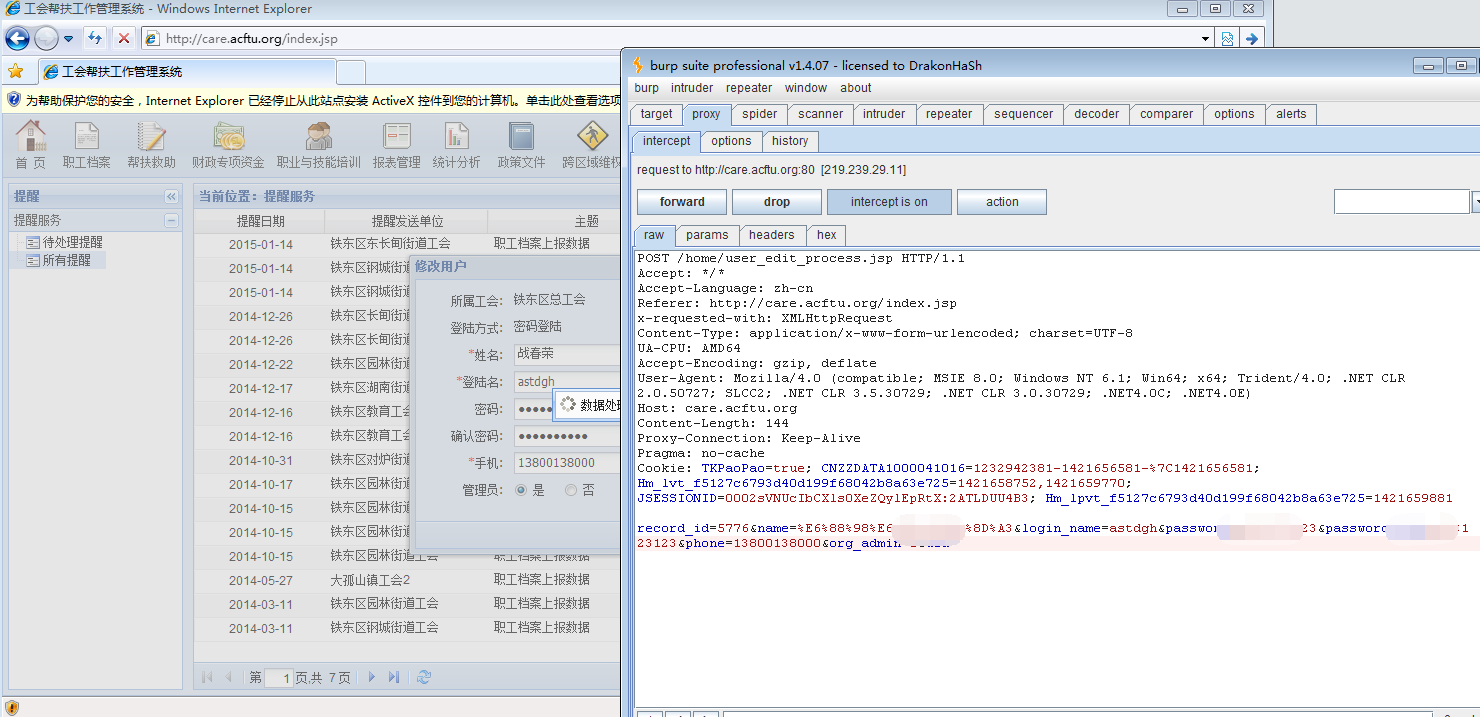 工会帮扶工作管理系统 - Windows Internet Explorer
http://care.acftu.org/index.jsp
工会帮扶工作管理系统
为帮助保护您的安全，Internet Explorer 已经停止从此站点安装 ActiveX 控件到您的计算机。单击此处查看选项
首 页 职工档案 帮扶救助 财政专项资金 职业与技能培训 报表管理 统计分析 政策文件 跨区域维权
提醒
提醒服务
待处理提醒
所有提醒
当前位置：提醒服务
提醒日期 提醒发送单位 主题
2015-01-14 铁东区东长甸街道工会 职工档案上报数据
2015-01-14 铁东区钢城街道
2015-01-14 铁东区钢城街道
2014-12-26 铁东区长甸街道
2014-12-26 铁东区长甸街道
2014-12-22 铁东区园林街道
2014-12-17 铁东区湖南街道
2014-12-16 铁东区教育工会
2014-12-16 铁东区教育工会
2014-10-31 铁东区对炉街道
2014-10-17 铁东区园林街道
2014-10-15 铁东区园林街道
2014-10-15 铁东区园林街道
2014-10-15 铁东区园林街道工会 职工档案上报数据
2014-05-27 大孤山镇工会2 职工档案上报数据
2014-03-11 铁东区园林街道工会 职工档案上报数据
2014-03-11 铁东区钢城街道工会 职工档案上报数据
第 1 页,共 7 页
修改用户
所属工会: 铁东区总工会
登陆方式: 密码登陆
*姓名: 战春荣
*登陆名: astdgh
密码: ●●●●●
数据处理
确认密码: ●●●●●●●●●●
*手机: 13800138000
管理员: 是 否
burp suite professional v1.4.07 - licensed to DrakonHaSh
burp intruder repeater window about
target proxy spider scanner intruder repeater sequencer decoder comparer options alerts
intercept options history
request to http://care.acftu.org:80 [219.239.29.11]
forward drop intercept is on action
raw params headers hex
POST /home/user_edit_process.jsp HTTP/1.1
Accept: */*
Accept-Language: zh-cn
Referer: http://care.acftu.org/index.jsp
x-requested-with: XMLHttpRequest
Content-Type: application/x-www-form-urlencoded; charset=UTF-8
UA-CPU: AMD64
Accept-Encoding: gzip, deflate
User-Agent: Mozilla/4.0 (compatible; MSIE 8.0; Windows NT 6.1; Win64; x64; Trident/4.0; .NET CLR
2.0.50727; SLCC2; .NET CLR 3.5.30729; .NET CLR 3.0.30729; .NET4.0C; .NET4.0E)
Host: care.acftu.org
Content-Length: 144
Proxy-Connection: Keep-Alive
Pragma: no-cache
Cookie: TKPaoPao=true; CNZZDATA1000041016=1232942381-1421656581-%7C1421656581;
Hm_lvt_f5127c6793d40d199f68042b8a63e725=1421658752,1421659770;
JSESSIONID=0002sVNUcIbCXlsOXeZQylEpRtX:2ATLDUU4B3; Hm_lpvt_f5127c6793d40d199f68042b8a63e725=1421659881
record_id=5776&name=%E6%88%98%E6 %8D%A3&login_name=astdgh&passwor 23&password 1
23123&phone=13800138000&org_admin